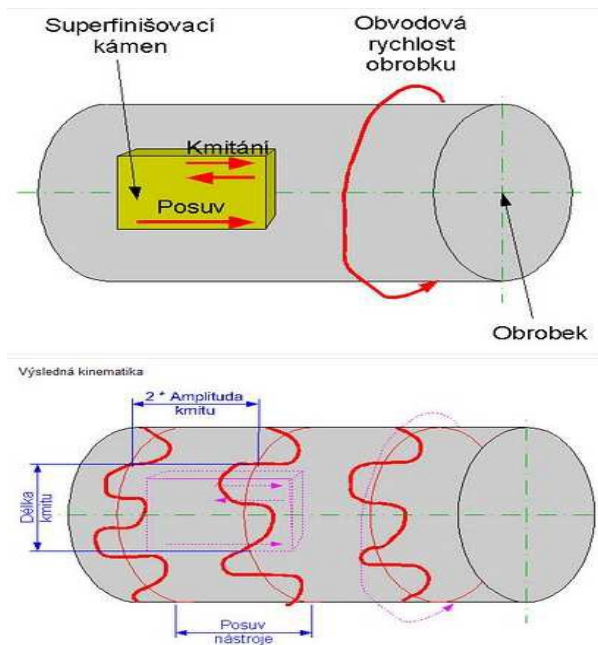 Superfinišovací
kámen
Obvodová
rychlost
obrobku
Kmitání
Posuv
Obrobek
Výsledná kinematika
2 * Amplituda
kmitu
Délka
kmitu
Posuv
nástroje